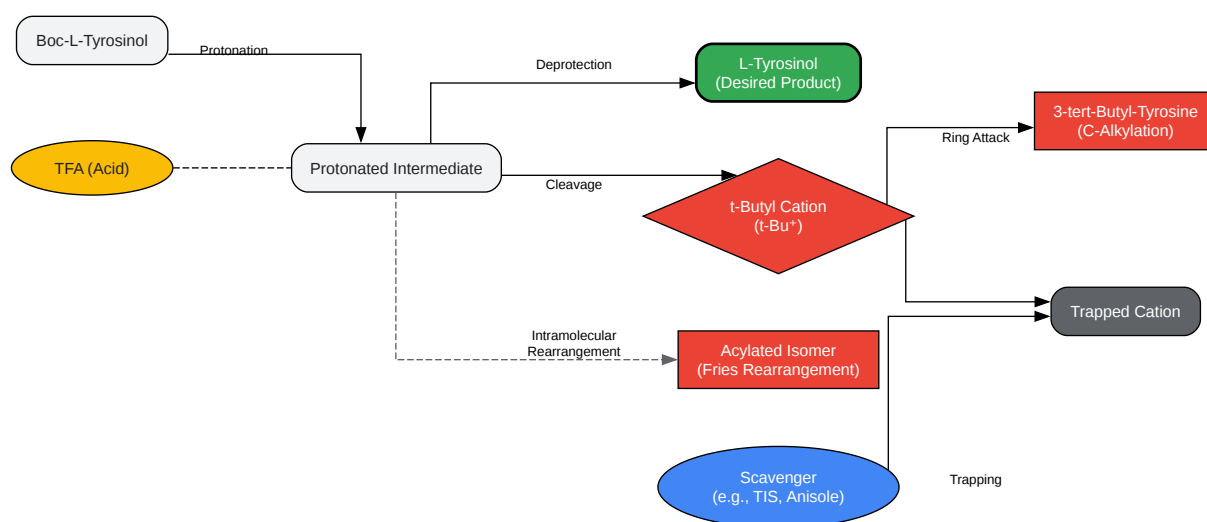 Boc-L-Tyrosinol
Protonation
TFA (Acid)
Protonated Intermediate
Deprotection
L-Tyrosinol
(Desired Product)
Cleavage
t-Butyl Cation
(t-Bu⁺)
Ring Attack
3-tert-Butyl-Tyrosine
(C-Alkylation)
Trapped Cation
Intramolecular
Rearrangement
Acylated Isomer
(Fries Rearrangement)
Scavenger
(e.g., TIS, Anisole)
Trapping